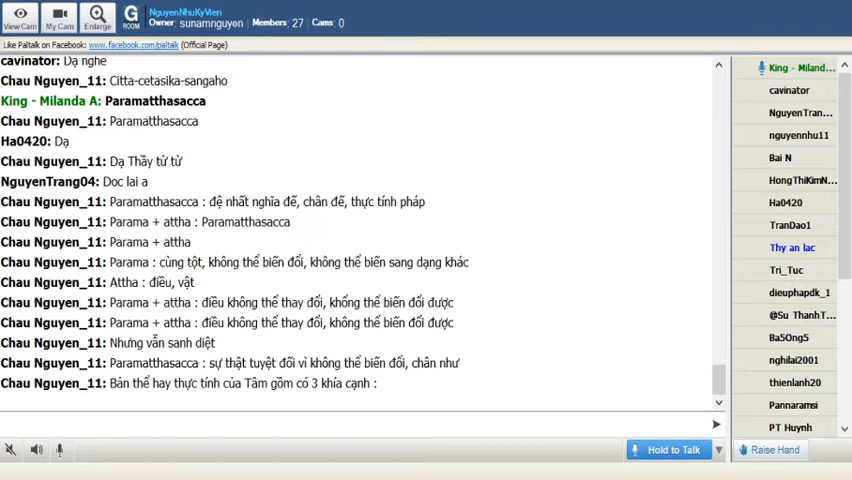 View Cam
My Cam
Enlarge
G
ROOM
NguyenNhuKyVien
Owner: sunamnguyen Members: 27 Cams: 0
Like Paltalk on Facebook: www.facebook.com/paltalk (Official Page)
cavinator: Dạ nghe
Chau Nguyen_11: Citta-cetasika-sangaho
King - Milanda A: Paramatthasacca
Chau Nguyen_11: Paramatthasacca
Ha0420: Dạ
Chau Nguyen_11: Dạ Thầy từ từ
NguyenTrang04: Doc lai a
Chau Nguyen_11: Paramatthasacca : đệ nhất nghĩa đế, chân đế, thực tính pháp
Chau Nguyen_11: Parama + attha : Paramatthasacca
Chau Nguyen_11: Parama + attha
Chau Nguyen_11: Parama : cùng tột, không thể biến đổi, không thể biến sang dạng khác
Chau Nguyen_11: Attha : điều, vật
Chau Nguyen_11: Parama + attha : điều không thể thay đổi, khổng thể biến đổi được
Chau Nguyen_11: Parama + attha : điều không thể thay đổi, không thể biến đổi được
Chau Nguyen_11: Nhưng vẫn sanh diệt
Chau Nguyen_11: Paramatthasacca : sự thật tuyệt đối vì không thể biến đổi, chân như
Chau Nguyen_11: Bản thể hay thực tính của Tâm gồm có 3 khía cạnh :
Hold to Talk
King - Miland...
cavinator
NguyenTran...
nguyennhu11
Bai N
HongThiKimN...
Ha0420
TranDao1
Thy an lac
Tri_Tuc
dieuphapdk_1
@Su ThanhT...
Ba5Ong5
nghilai2001
thienlanh20
Pannaramsi
PT Huynh
Raise Hand